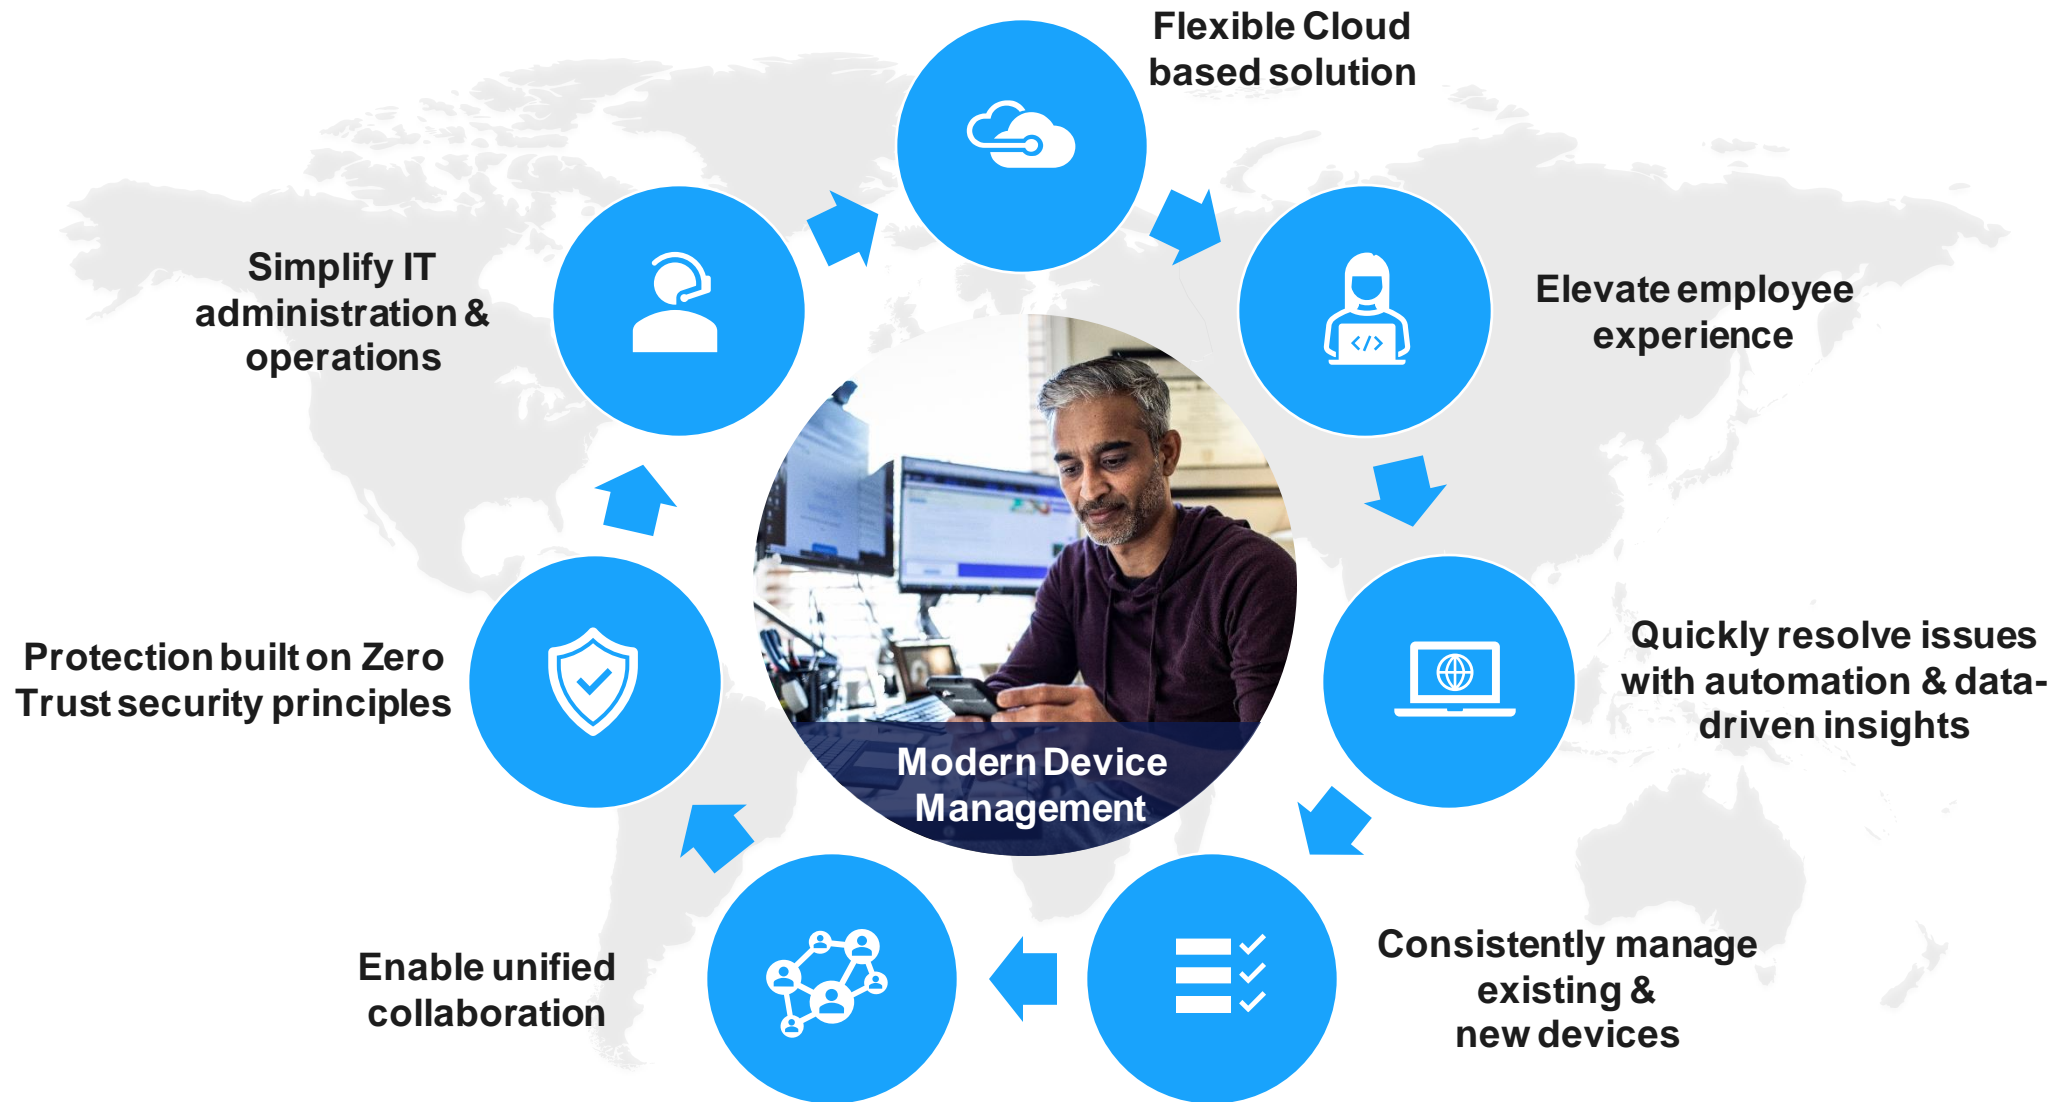 Flexible Cloud
based solution
Elevate employee
experience
Quickly resolve issues
with automation & data-
driven insights
Consistently manage
existing &
new devices
Enable unified
collaboration
Protection built on Zero
Trust security principles
Simplify IT
administration &
operations
Modern Device
Management